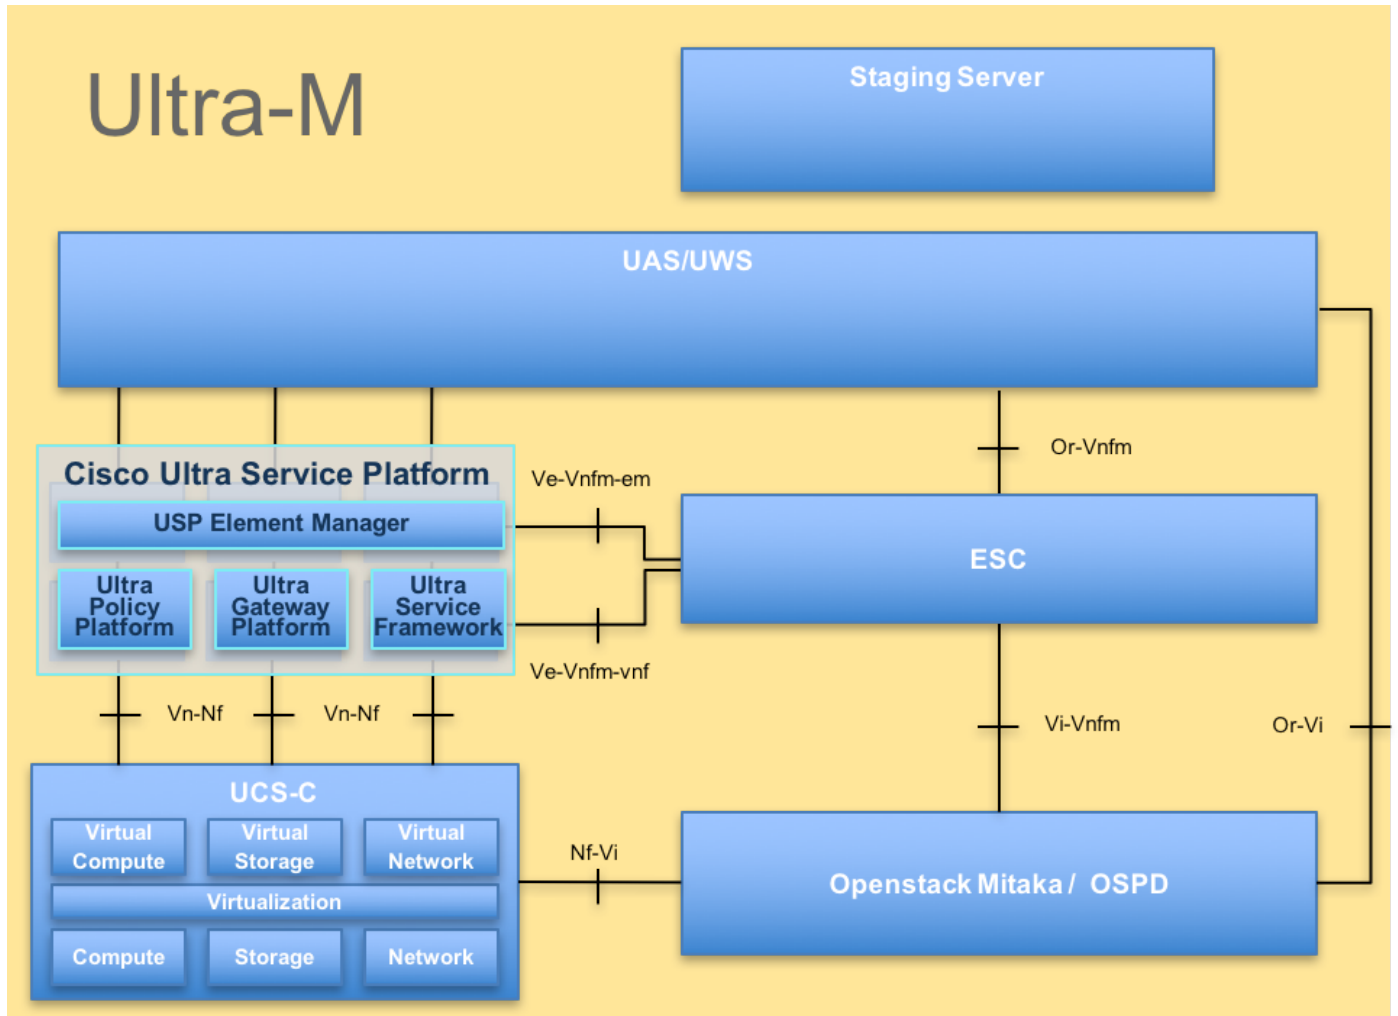 Ultra-M
Staging Server
UAS/UWS
Or-Vnfm
Cisco Ultra Service Platform
Ve-Vnfm-em
USP Element Manager
ESC
Ultra
Policy
Platform
Ultra
Gateway
Platform
Ultra
Service
Framework
Ve-Vnfm-vnf
Vn-Nf
Vn-Nf
Vi-Vnfm
Or-Vi
UCS-C
Virtual
Compute
Virtual
Storage
Virtual
Network
Nf-Vi
Openstack Mitaka / OSPD
Virtualization
Compute
Storage
Network